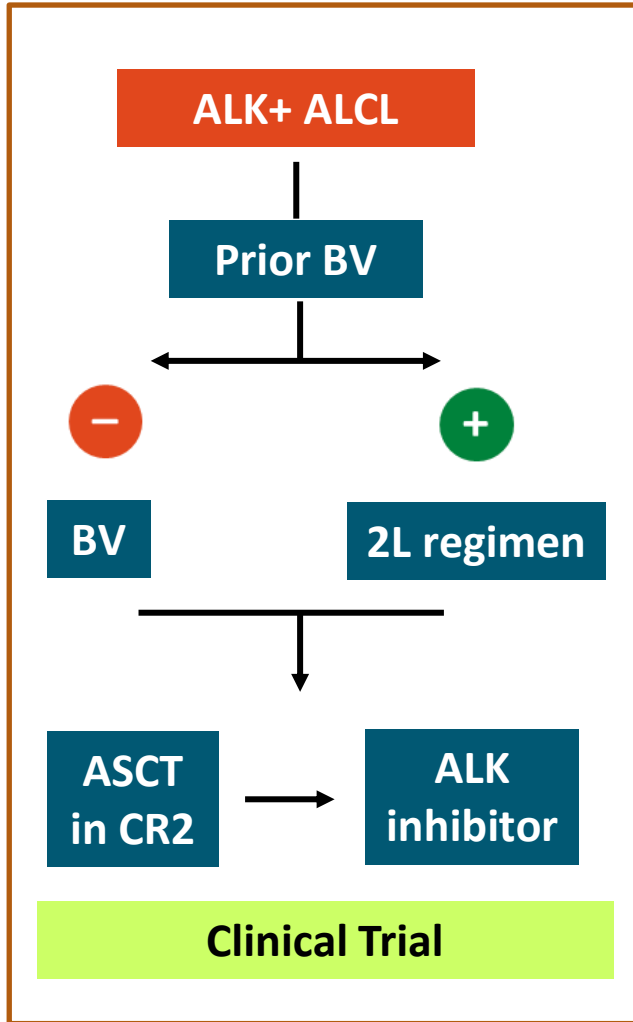 ALK+ ALCL
Prior BV
− +
BV 2L regimen
ASCT
in CR2
ALK
inhibitor
Clinical Trial